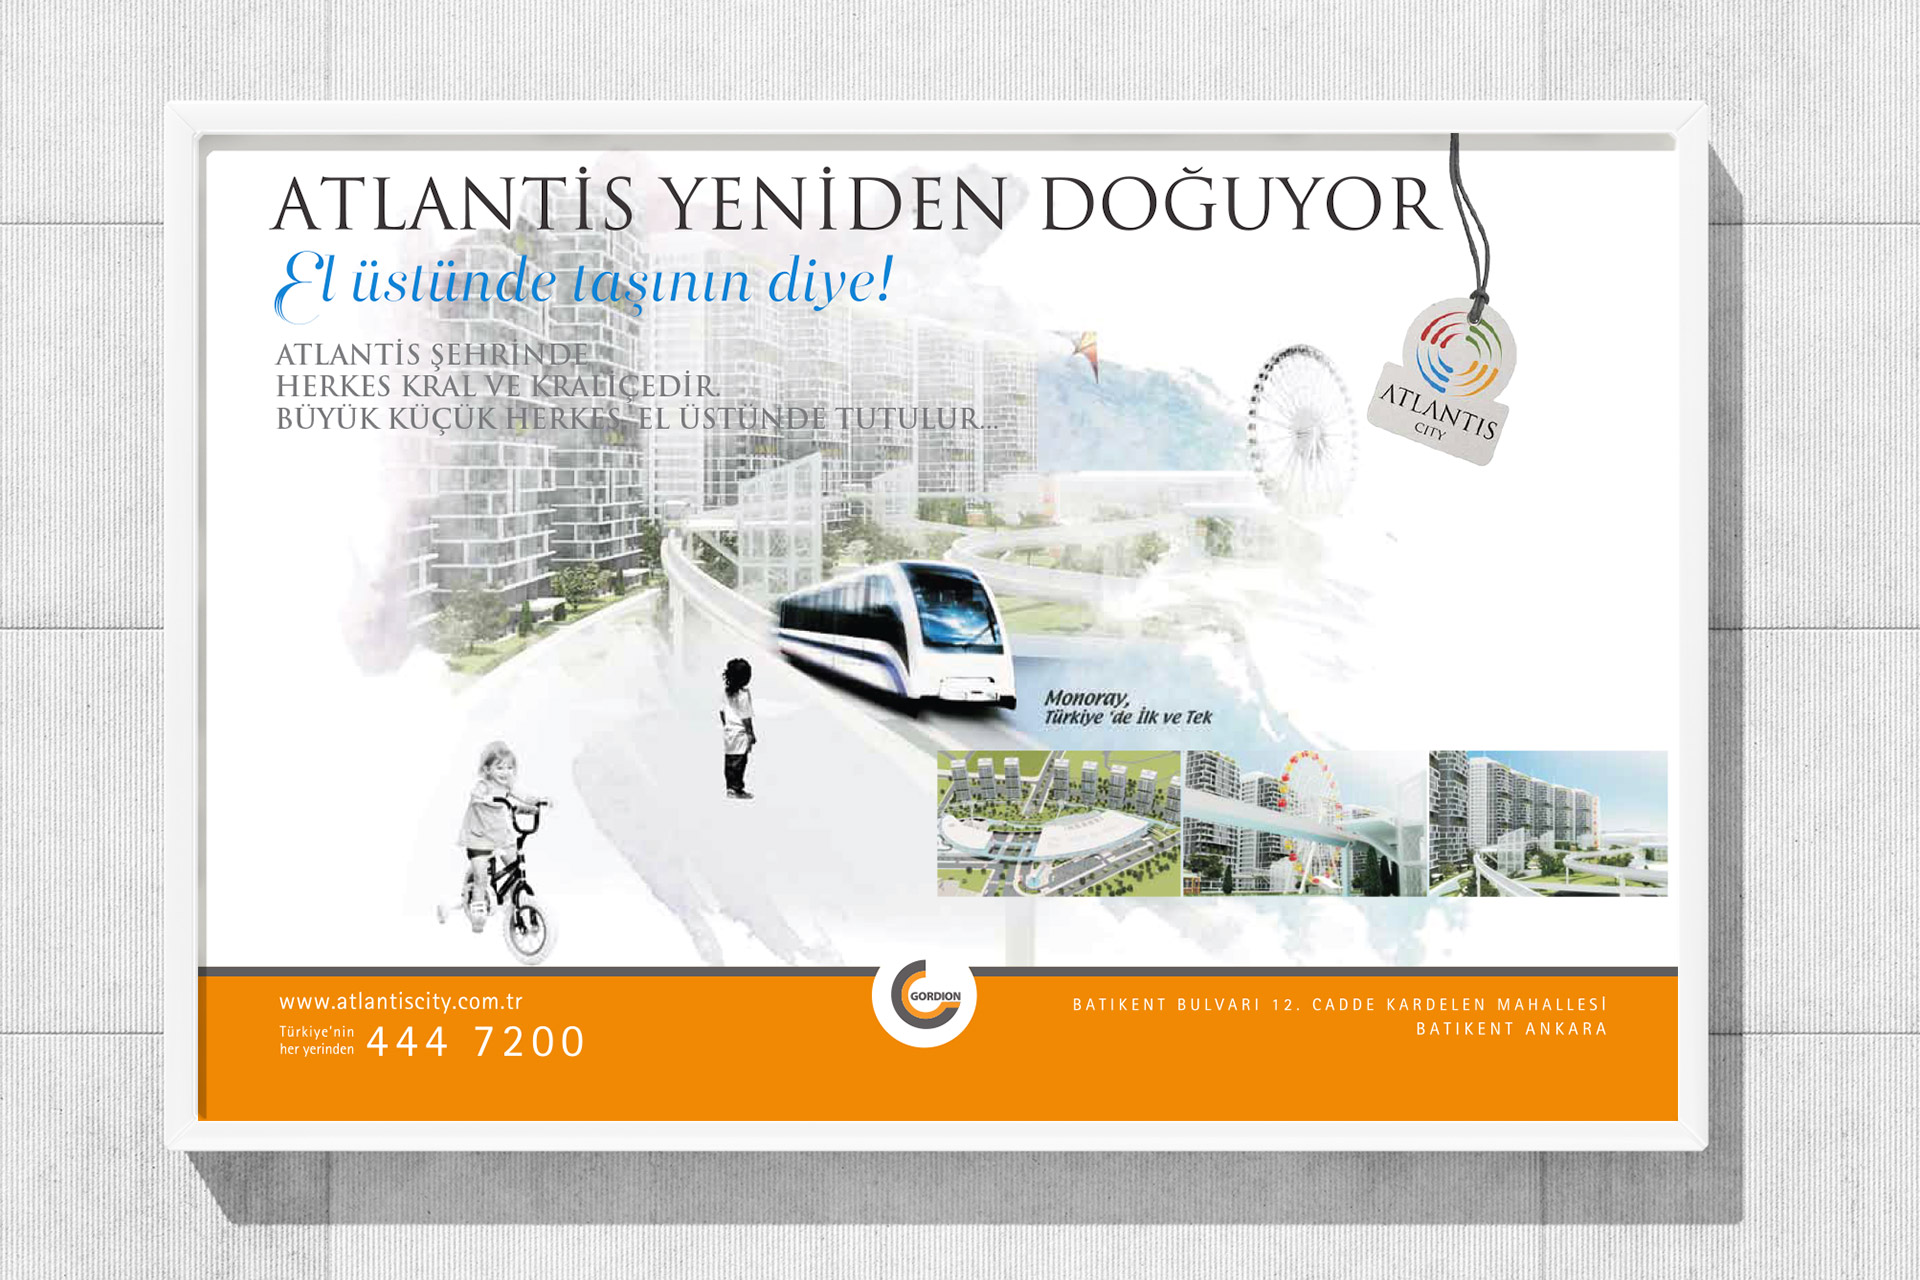 ATLANTİS YENİDEN DOĞUYOR
El üstünde taşının diye!
ATLANTİS ŞEHRİNDE
HERKES KRAL VE KRALİÇEDİR.
BÜYÜK KÜÇÜK HERKES, EL ÜSTÜNDE TUTULUR...
ATLANTIS
CITY
Monoray,
Türkiye 'de İlk ve Tek
www.atlantiscity.com.tr
Türkiye'nin
her yerinden 444 7200
GORDION
BATIKENT BULVARI 12. CADDE KARDELEN MAHALLESİ
BATIKENT ANKARA